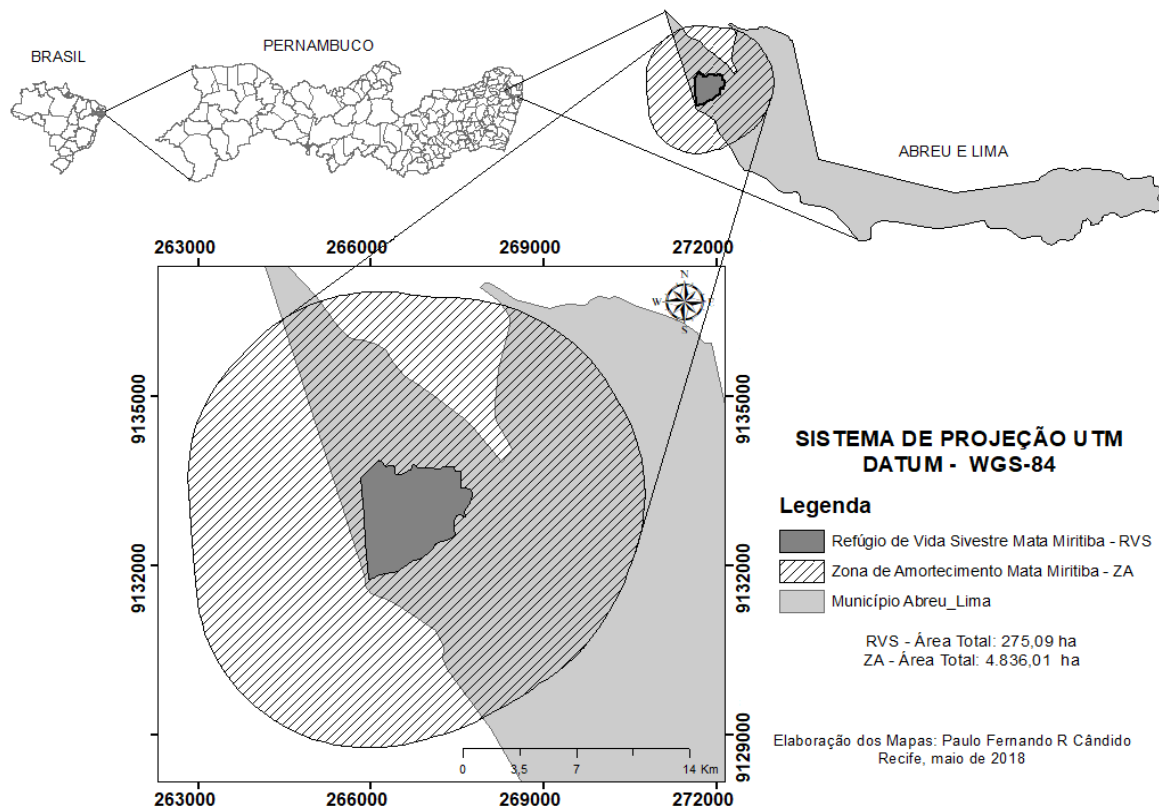 BRASIL
PERNAMBUCO
ABREU E LIMA
263000 266000 269000 272000
N
W E
S
9135000 9135000
9132000 9132000
9129000
0 3,5 7 14 Km
263000 266000 269000 272000
SISTEMA DE PROJEÇÃO UTM
DATUM - WGS-84
Legenda
Refúgio de Vida Sivestre Mata Miritiba - RVS
Zona de Amortecimento Mata Miritiba - ZA
Município Abreu_Lima
RVS - Área Total: 275,09 ha
ZA - Área Total: 4.836,01 ha
Elaboração dos Mapas: Paulo Fernando R Cândido
Recife, maio de 2018